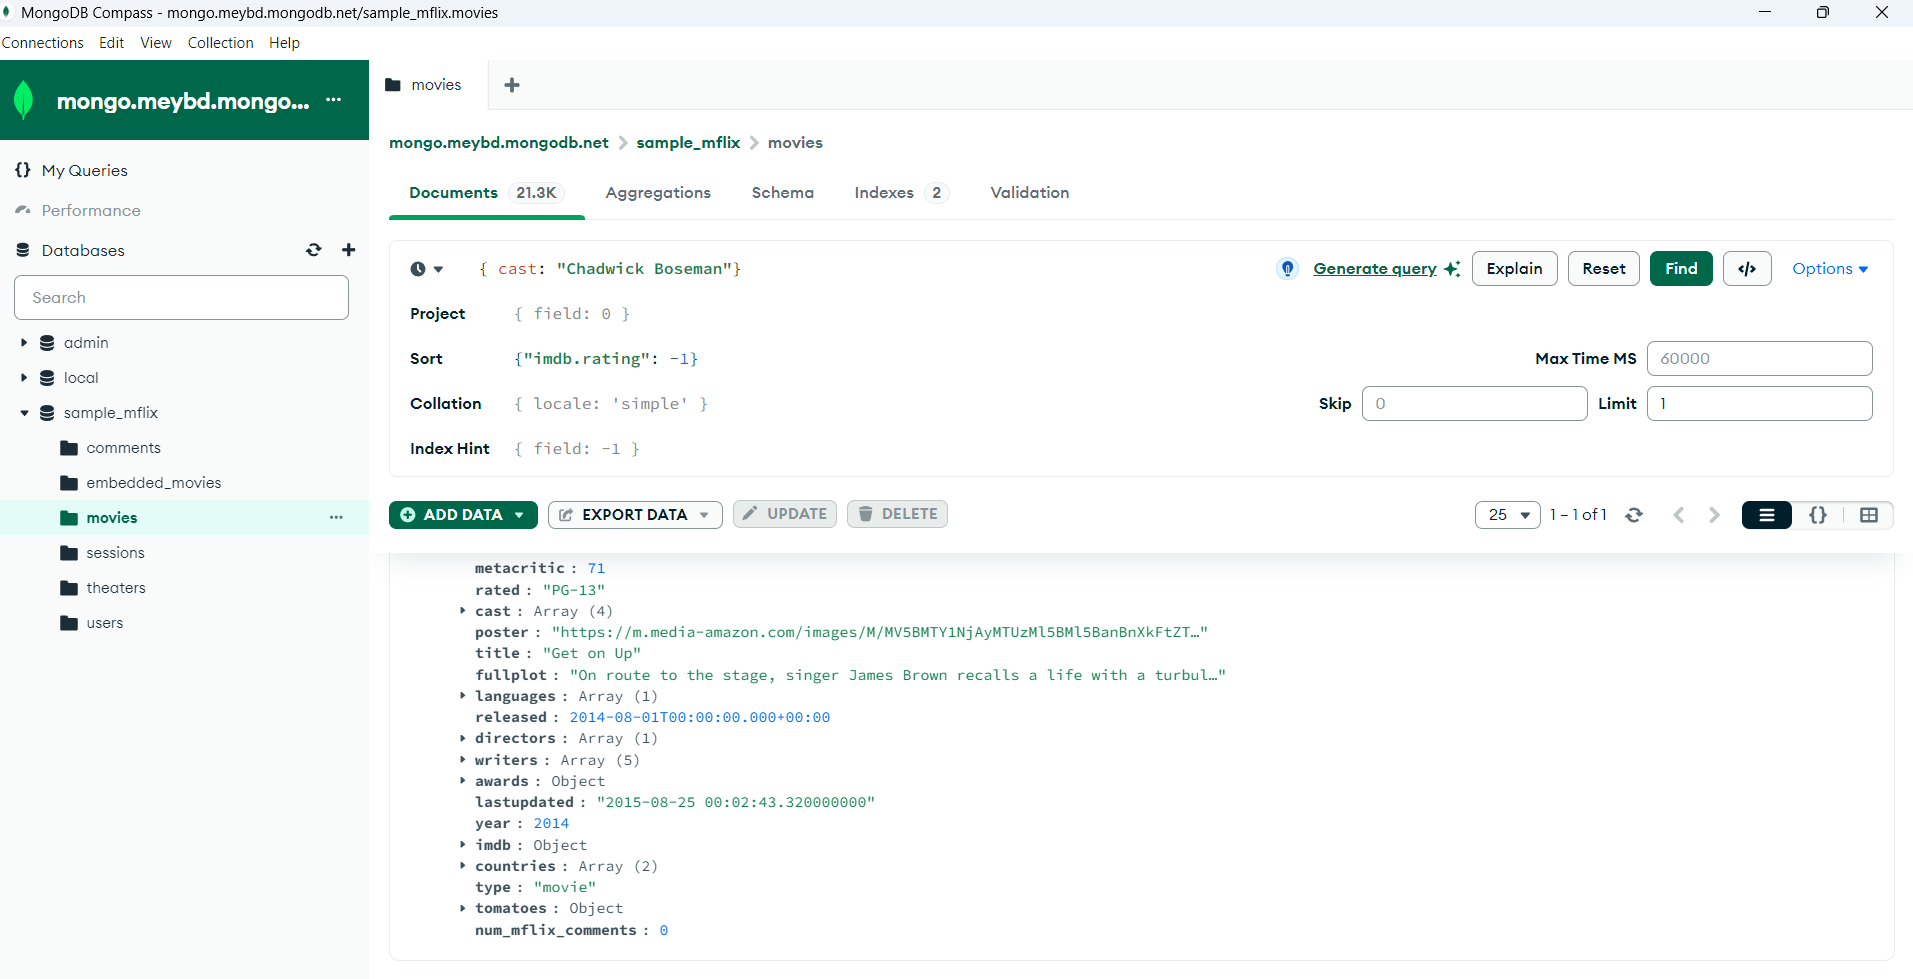 MongoDB Compass - mongo.meybd.mongodb.net/sample_mflix.movies
Connections Edit View Collection Help
mongo.meybd.mongo... ...
{} My Queries
Performance
Databases
Search
admin
local
sample_mflix
comments
embedded_movies
movies ...
sessions
theaters
users
movies
mongo.meybd.mongodb.net > sample_mflix > movies
Documents 21.3K Aggregations Schema Indexes 2 Validation
{ cast: "Chadwick Boseman"} Generate query Explain Reset Find </> Options
Project { field: 0 }
Sort {"imdb.rating": -1} Max Time MS 60000
Collation { locale: 'simple' } Skip 0 Limit 1
Index Hint { field: -1 }
ADD DATA EXPORT DATA UPDATE DELETE 25 1 – 1 of 1 {}
metacritic : 71
rated : "PG-13"
cast : Array (4)
poster : "https://m.media-amazon.com/images/M/MV5BMTY1NjAyMTUzMl5BMl5BanBnXkFtZT…"
title : "Get on Up"
fullplot : "On route to the stage, singer James Brown recalls a life with a turbul…"
languages : Array (1)
released : 2014-08-01T00:00:00.000+00:00
directors : Array (1)
writers : Array (5)
awards : Object
lastupdated : "2015-08-25 00:02:43.320000000"
year : 2014
imdb : Object
countries : Array (2)
type : "movie"
tomatoes : Object
num_mflix_comments : 0